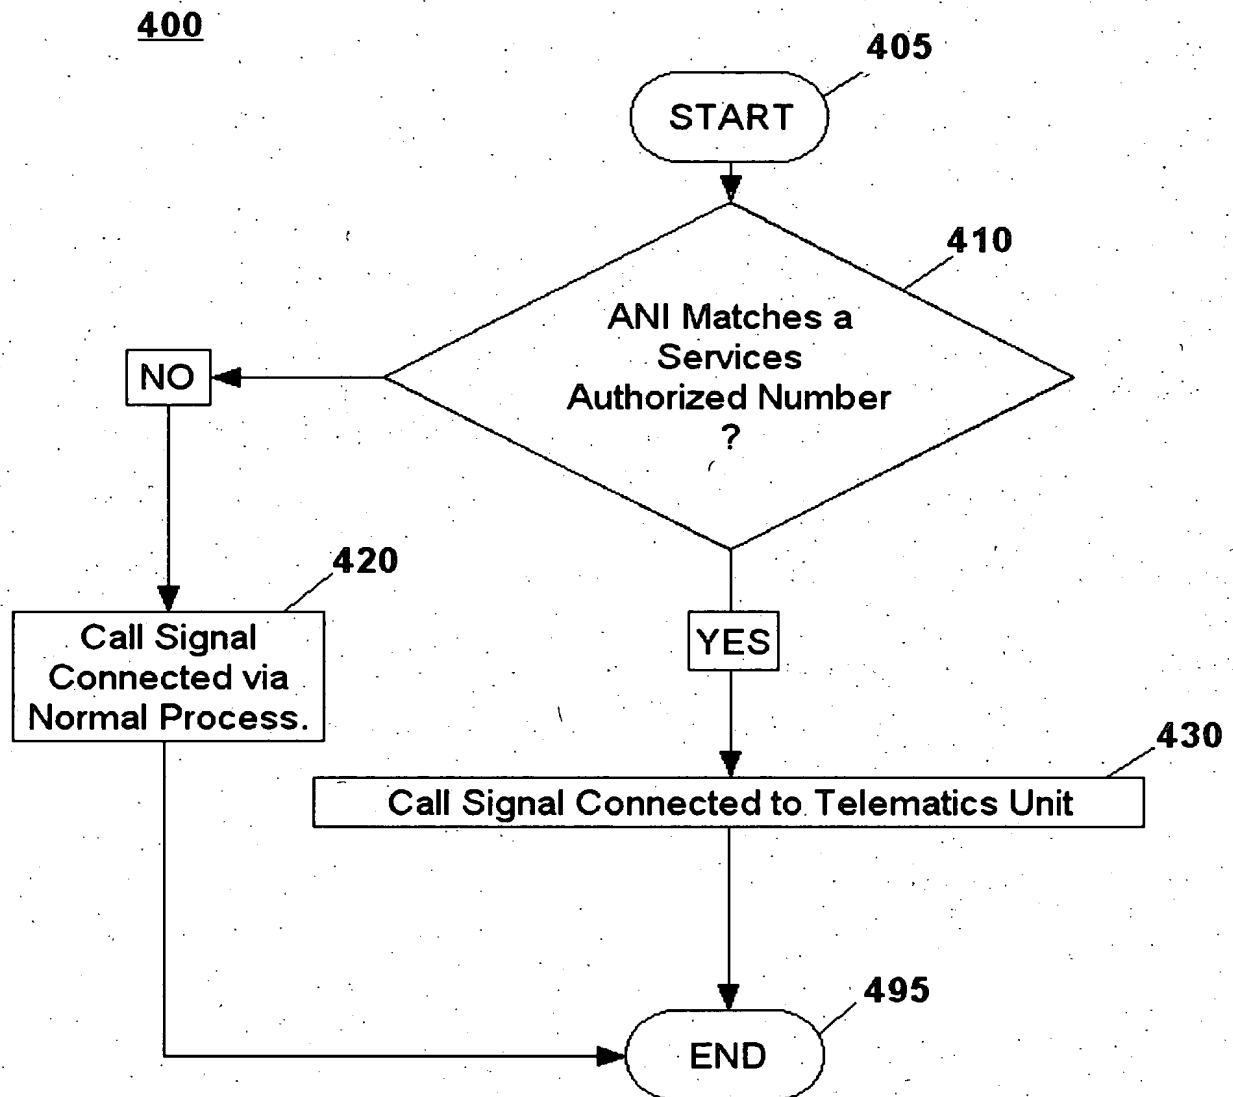 400
405
START
410
ANI Matches a
Services
Authorized Number
?
NO
420
Call Signal
Connected via
Normal Process.
YES
430
Call Signal Connected to Telematics Unit
495
END